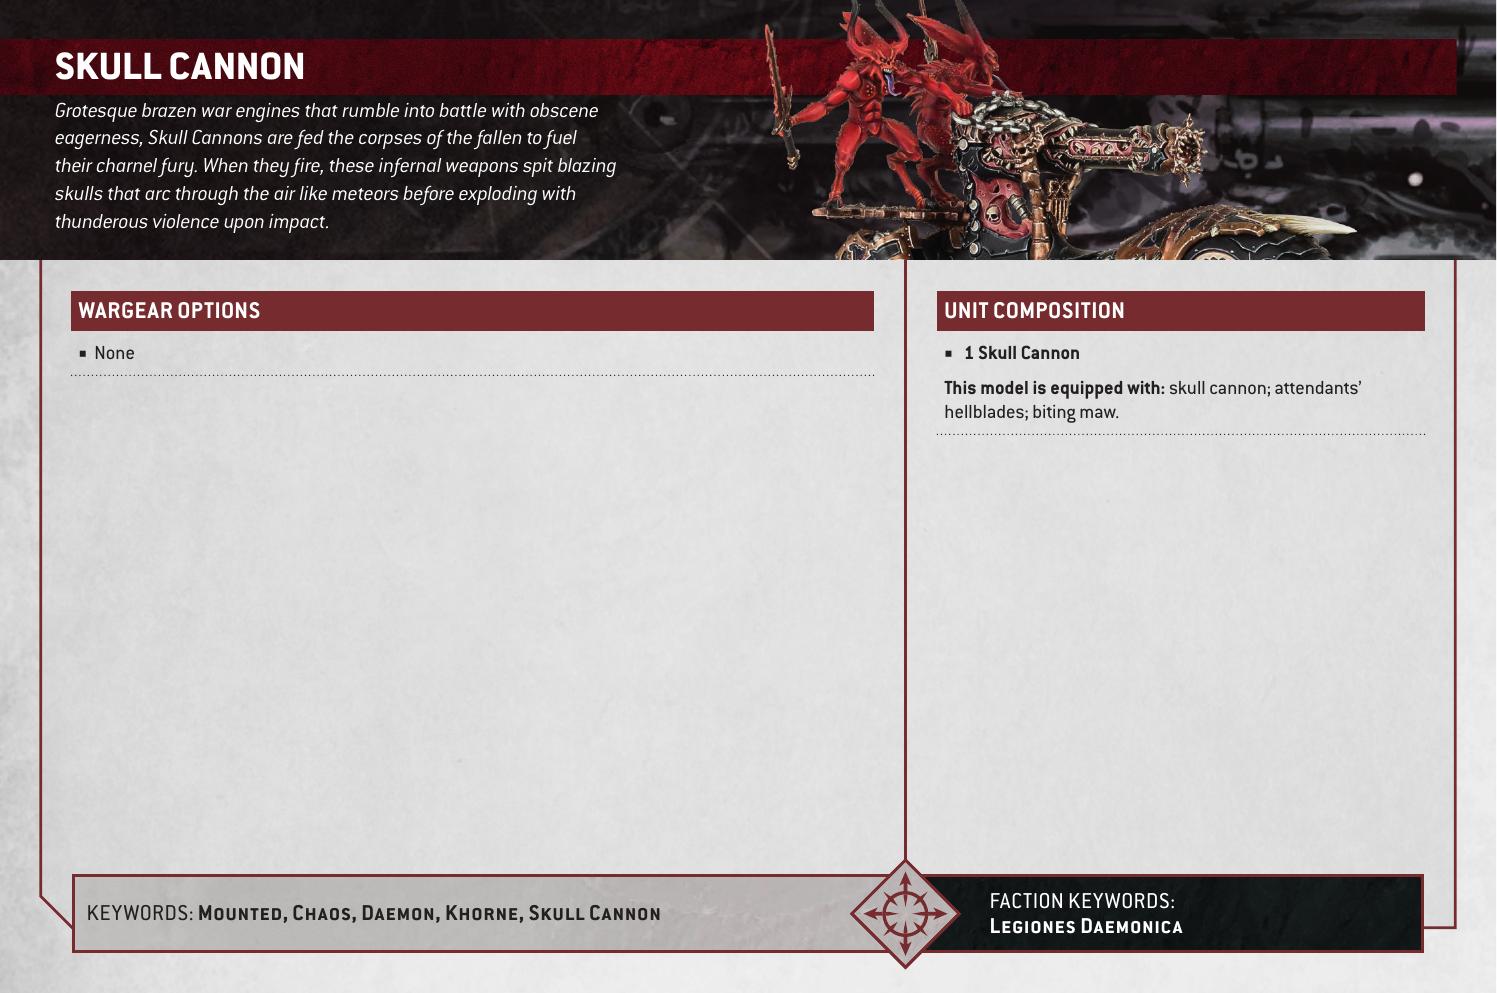 SKULL CANNON
Grotesque brazen war engines that rumble into battle with obscene
eagerness, Skull Cannons are fed the corpses of the fallen to fuel
their charnel fury. When they fire, these infernal weapons spit blazing
skulls that arc through the air like meteors before exploding with
thunderous violence upon impact.
WARGEAR OPTIONS
▪ None
UNIT COMPOSITION
▪ 1 Skull Cannon
This model is equipped with: skull cannon; attendants’
hellblades; biting maw.
KEYWORDS: Mounted, Chaos, Daemon, Khorne, Skull Cannon
FACTION KEYWORDS:
Legiones Daemonica